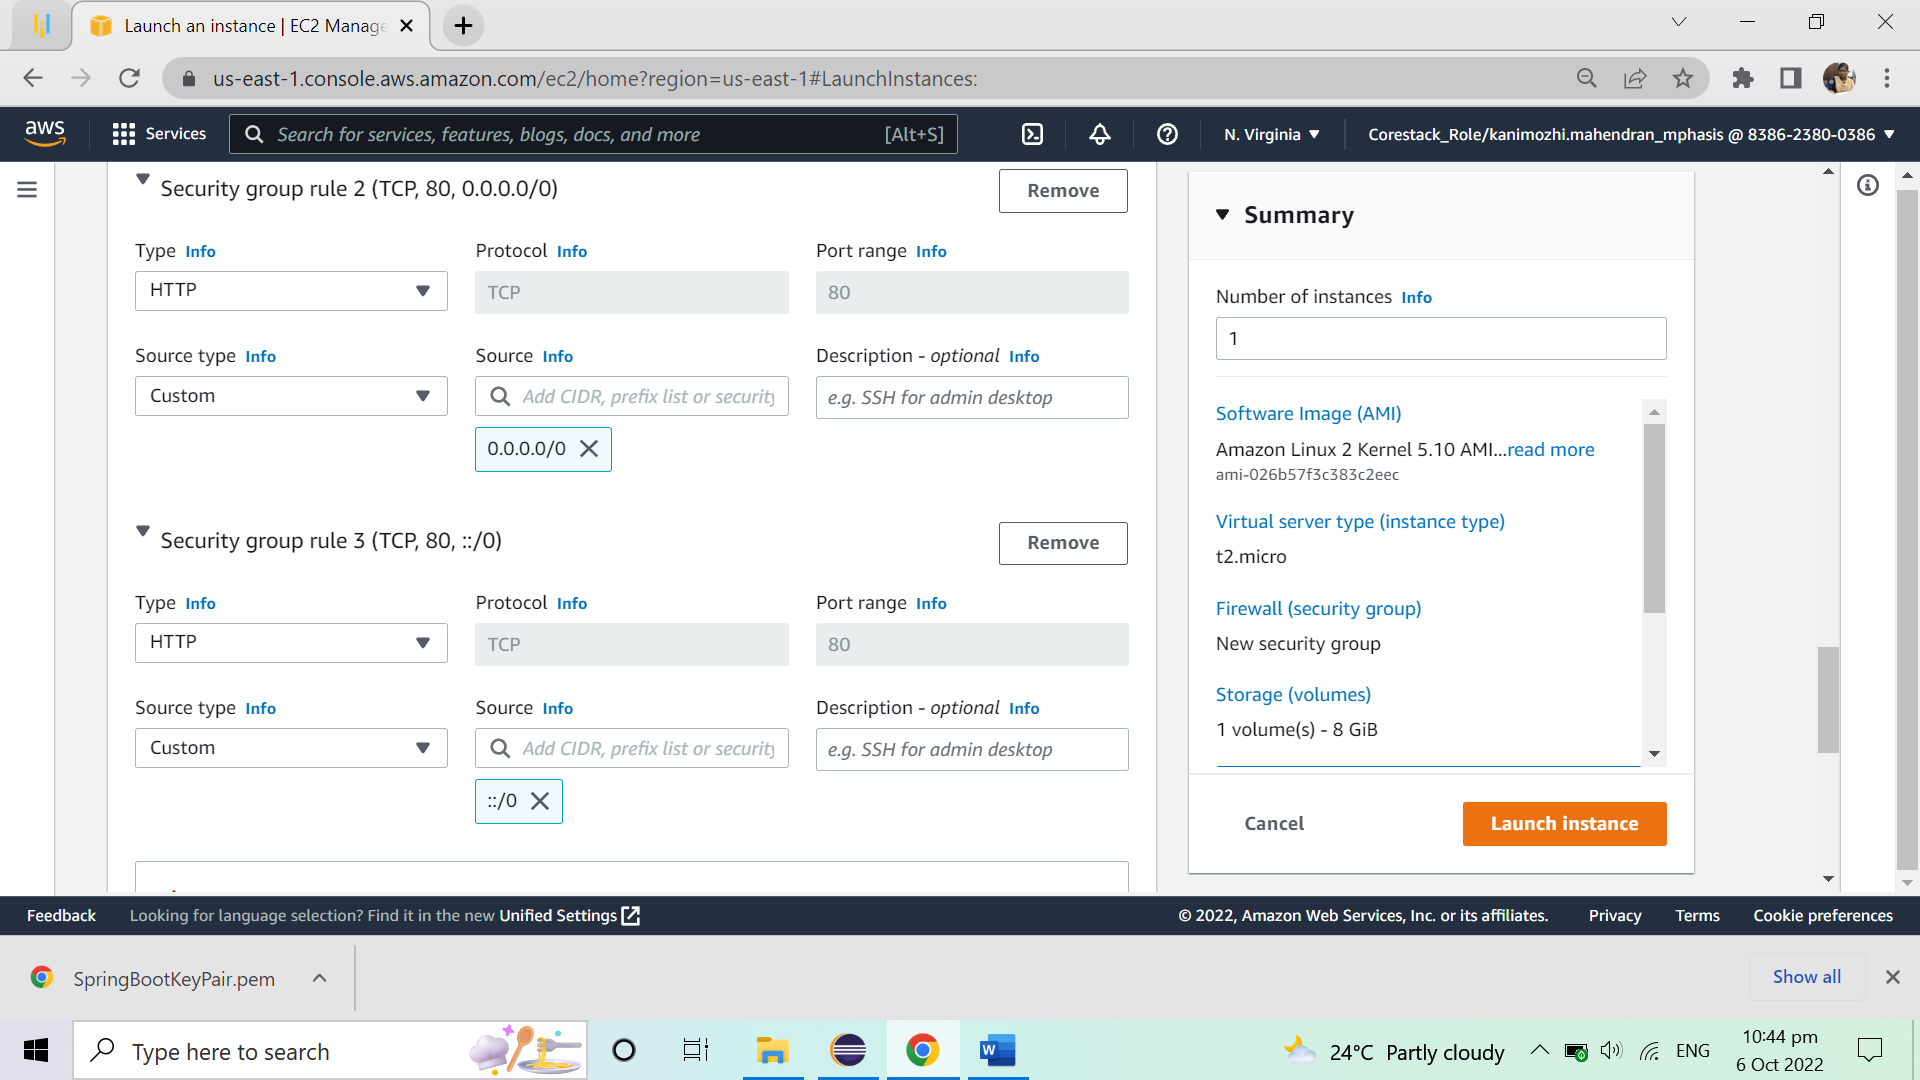 Launch an instance | EC2 Manage
us-east-1.console.aws.amazon.com/ec2/home?region=us-east-1#LaunchInstances:
aws
Services
Search for services, features, blogs, docs, and more
[Alt+S]
N. Virginia
Corestack_Role/kanimozhi.mahendran_mphasis @ 8386-2380-0386
Security group rule 2 (TCP, 80, 0.0.0.0/0)
Remove
Type Info
Protocol Info
Port range Info
HTTP
TCP
80
Source type Info
Source Info
Description - optional Info
Custom
Add CIDR, prefix list or security
e.g. SSH for admin desktop
0.0.0.0/0
Security group rule 3 (TCP, 80, ::/0)
Remove
Type Info
Protocol Info
Port range Info
HTTP
TCP
80
Source type Info
Source Info
Description - optional Info
Custom
Add CIDR, prefix list or security
e.g. SSH for admin desktop
::/0
Summary
Number of instances Info
1
Software Image (AMI)
Amazon Linux 2 Kernel 5.10 AMI...read more
ami-026b57f3c383c2eec
Virtual server type (instance type)
t2.micro
Firewall (security group)
New security group
Storage (volumes)
1 volume(s) - 8 GiB
Cancel
Launch instance
Feedback
Looking for language selection? Find it in the new Unified Settings
© 2022, Amazon Web Services, Inc. or its affiliates.
Privacy
Terms
Cookie preferences
SpringBootKeyPair.pem
Show all
Type here to search
W
24°C Partly cloudy
ENG
10:44 pm
6 Oct 2022